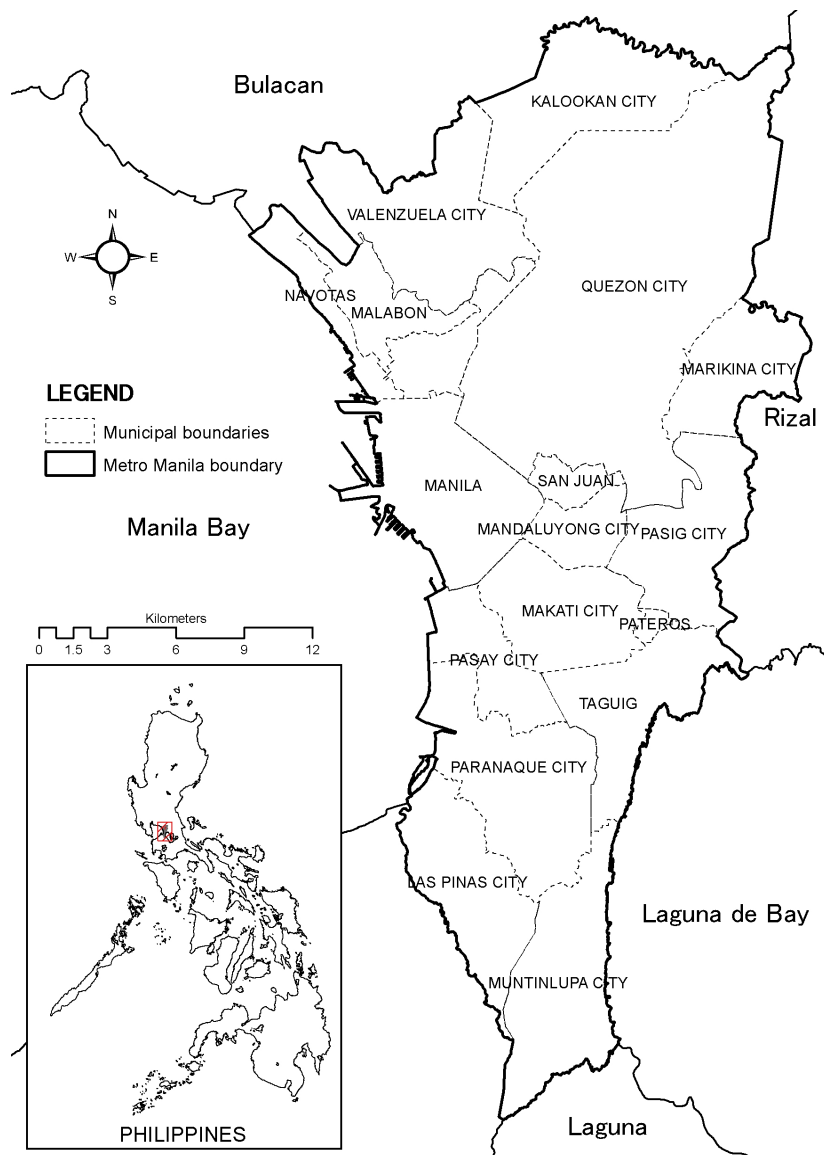 Bulacan
KALOOKAN CITY
VALENZUELA CITY
N
W
E
S
QUEZON CITY
NAVOTAS
MALABON
MARIKINA CITY
LEGEND
Municipal boundaries
Metro Manila boundary
Rizal
SAN JUAN
MANILA
Manila Bay
MANDALUYONG CITY
PASIG CITY
MAKATI CITY
PATEROS
Kilometers
0 1.5 3 6 9 12
PASAY CITY
TAGUIG
PARANAQUE CITY
LAS PINAS CITY
Laguna de Bay
MUNTINLUPA CITY
Laguna
PHILIPPINES